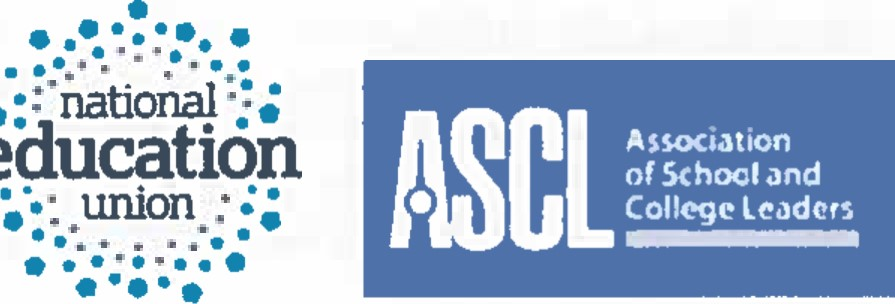 national
education
union
ASCL
Association
of School and
College Leaders